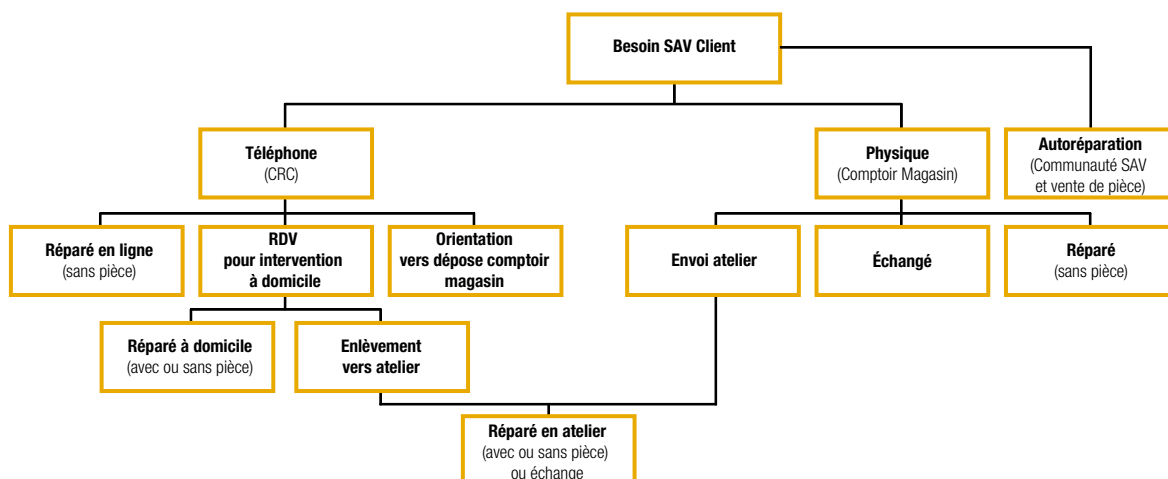 Besoin SAV Client
Téléphone
(CRC)
Physique
(Comptoir Magasin)
Autoréparation
(Communauté SAV
et vente de pièce)
Réparé en ligne
(sans pièce)
RDV
pour intervention
à domicile
Orientation
vers dépose comptoir
magasin
Envoi atelier
Échangé
Réparé
(sans pièce)
Réparé à domicile
(avec ou sans pièce)
Enlèvement
vers atelier
Réparé en atelier
(avec ou sans pièce)
ou échange